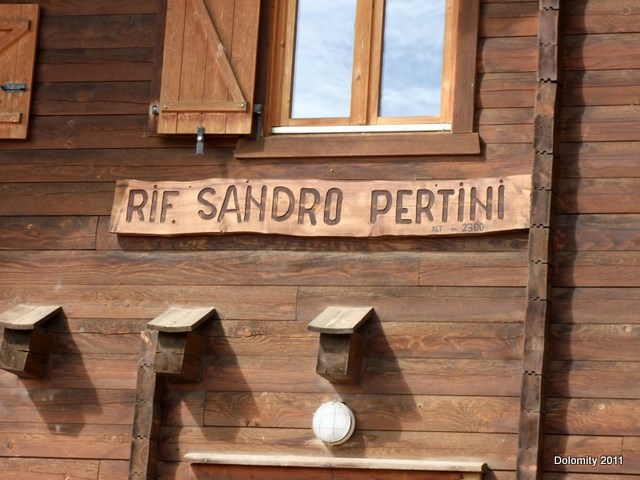 RIF. SANDRO PERTINI
ALT 2300
Dolomity 2011